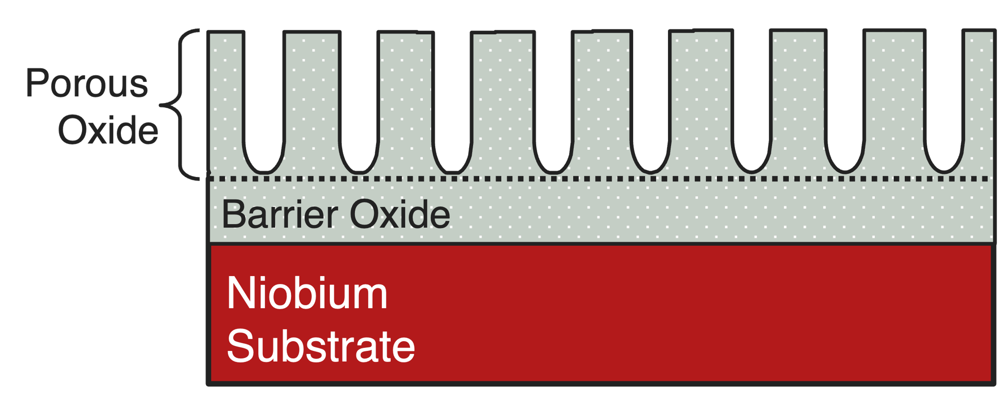 Porous
Oxide
Barrier Oxide
Niobium
Substrate